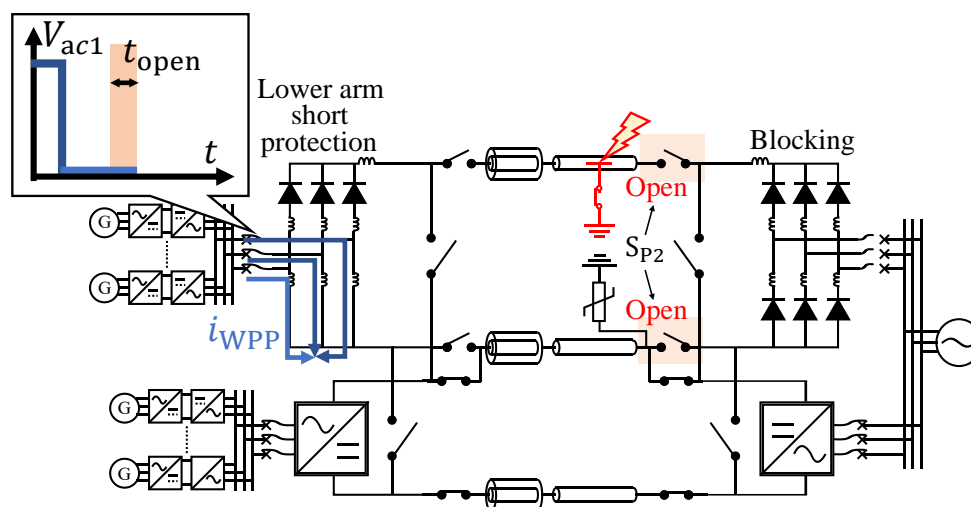 V_ac1
t_open
t
Lower arm
short
protection
Blocking
Open
S_P2
Open
i_WPP
G
G
G
G